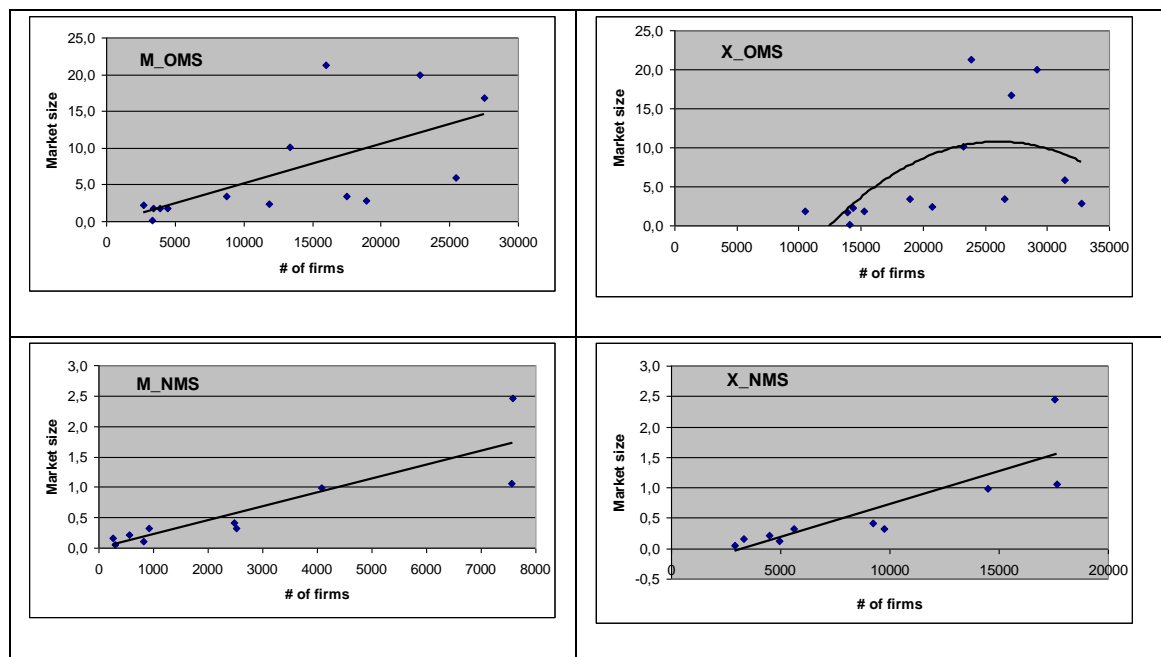 M_OMS
25,0
20,0
15,0
10,0
5,0
0,0
Market size
0 5000 10000 15000 20000 25000 30000
# of firms
X_OMS
25,0
20,0
15,0
10,0
5,0
0,0
Market size
0 5000 10000 15000 20000 25000 30000 35000
# of firms
M_NMS
3,0
2,5
2,0
1,5
1,0
0,5
0,0
Market size
0 1000 2000 3000 4000 5000 6000 7000 8000
# of firms
X_NMS
3,0
2,5
2,0
1,5
1,0
0,5
0,0
-0,5
Market size
0 5000 10000 15000 20000
# of firms